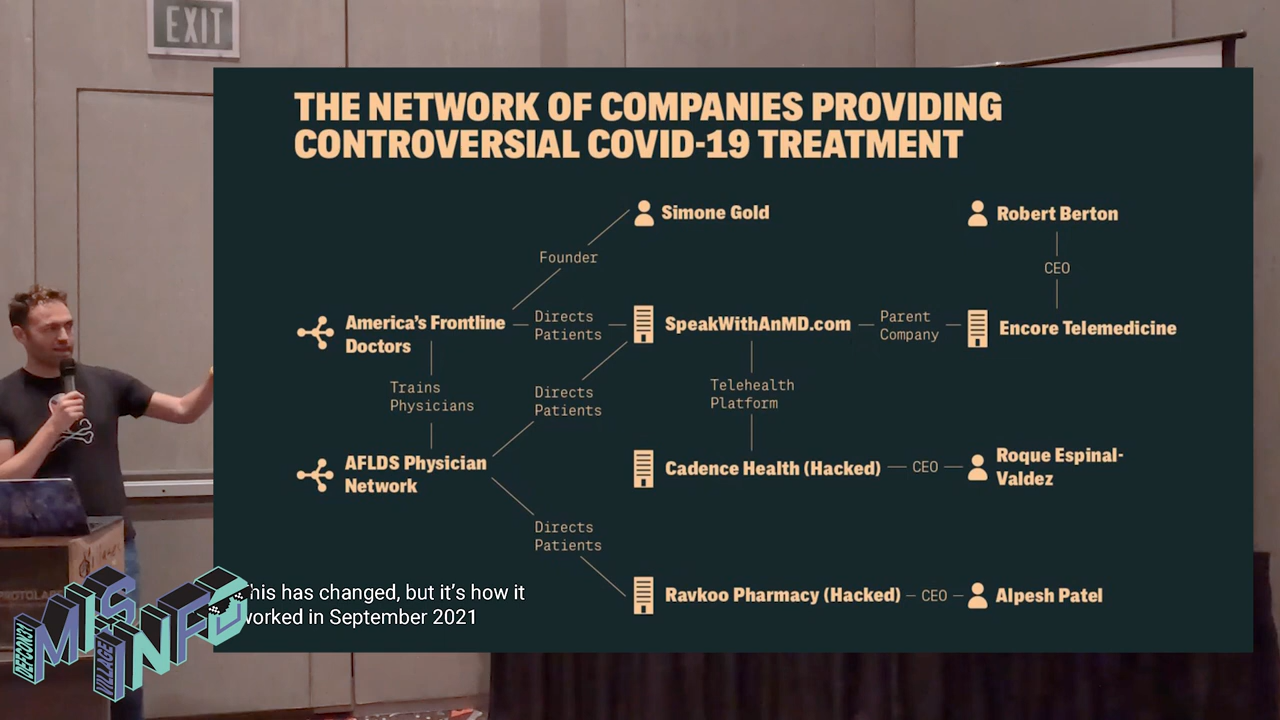 EXIT
THE NETWORK OF COMPANIES PROVIDING
CONTROVERSIAL COVID-19 TREATMENT
Simone Gold
Robert Berton
Founder
CEO
America's Frontline
Doctors
Directs
Patients
SpeakWithAnMD.com
Parent
Company
Encore Telemedicine
Trains
Physicians
Directs
Patients
Telehealth
Platform
AFLDS Physician
Network
Cadence Health (Hacked)
CEO
Roque Espinal-
Valdez
Directs
Patients
Ravkoo Pharmacy (Hacked)
CEO
Alpesh Patel
his has changed, but it's how it
worked in September 2021
DEFCON31
MISINFO
VILLAGE